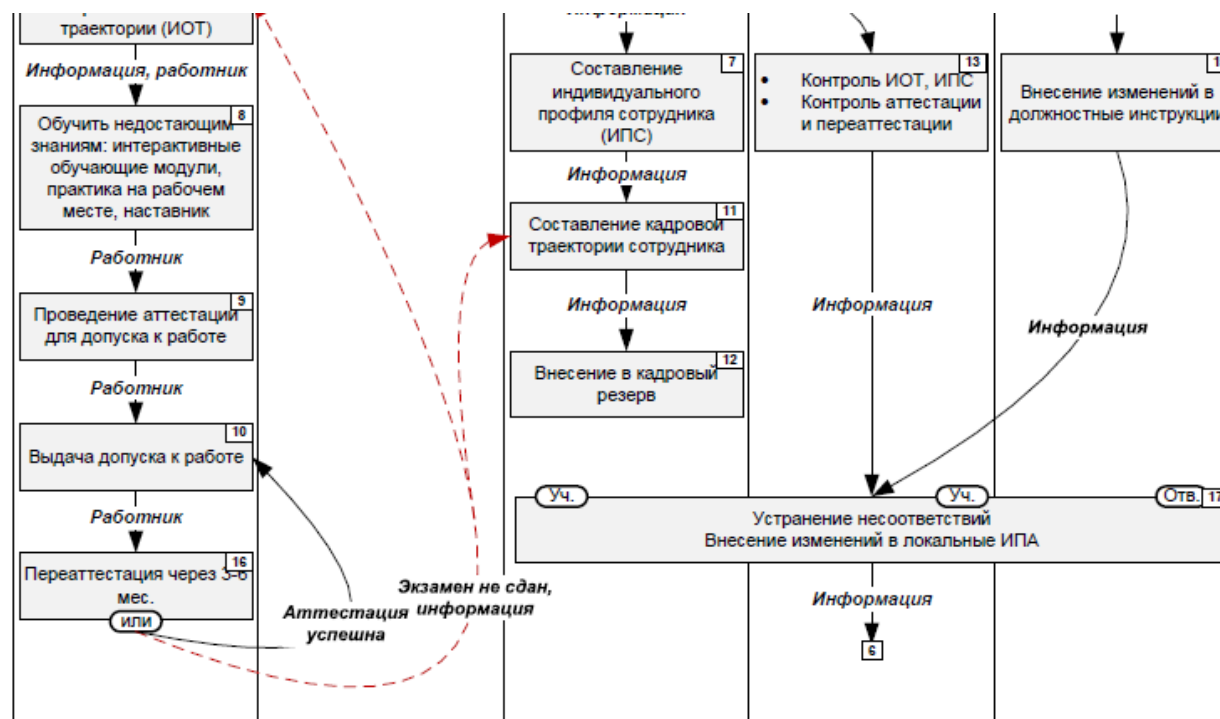 траектории (ИОТ)
Информация, работник
8
Обучить недостающим
знаниям: интерактивные
обучающие модули,
практика на рабочем
месте, наставник
Работник
9
Проведение аттестации
для допуска к работе
Работник
10
Выдача допуска к работе
Работник
16
Переаттестация через 3-6
мес.
или
Аттестация
успешна
Экзамен не сдан,
информация
Информация
7
Составление
индивидуального
профиля сотрудника
(ИПС)
Информация
11
Составление кадровой
траектории сотрудника
Информация
12
Внесение в кадровый
резерв
13
• Контроль ИОТ, ИПС
• Контроль аттестации
и переаттестации
Информация
Внесение изменений в
должностные инструкции
Информация
Уч.
Уч.
Отв.
17
Устранение несоответствий
Внесение изменений в локальные ИПА
Информация
6